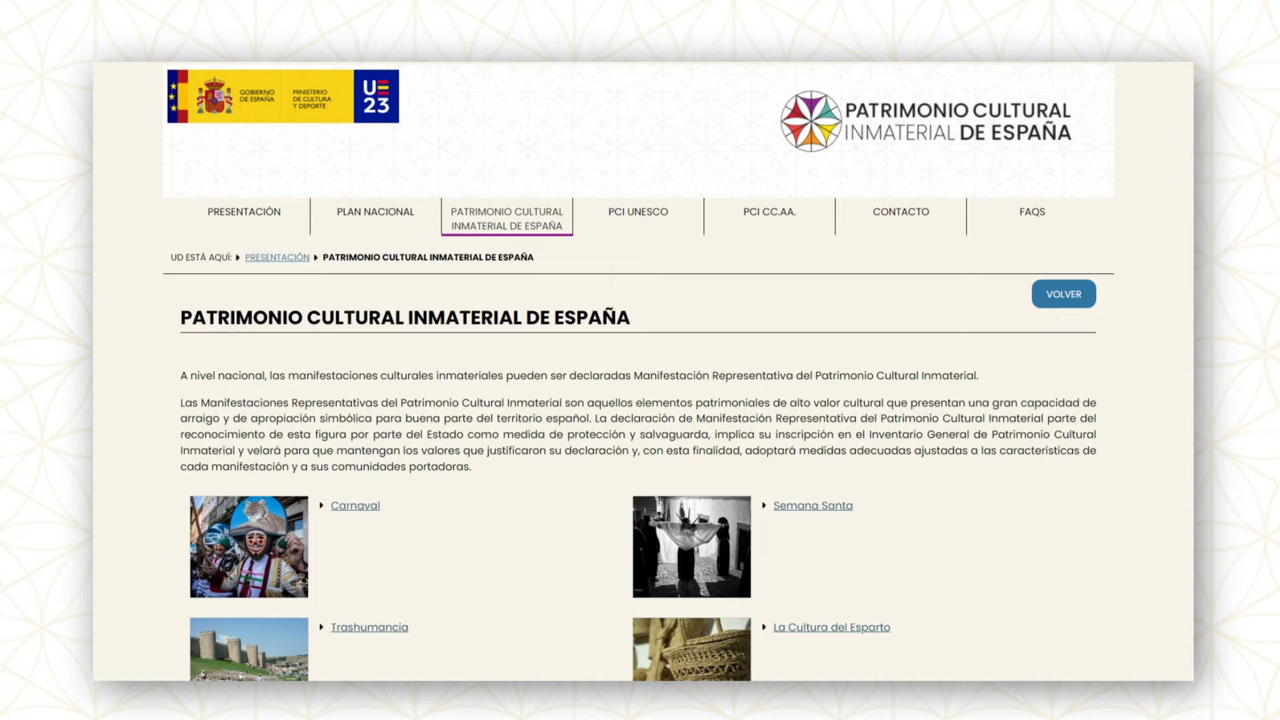 GOBIERNO
DE ESPAÑA
MINISTERIO
DE CULTURA
Y DEPORTE
UE
23
PATRIMONIO CULTURAL
INMATERIAL DE ESPAÑA
PRESENTACIÓN
PLAN NACIONAL
PATRIMONIO CULTURAL
INMATERIAL DE ESPAÑA
PCI UNESCO
PCI CC.AA.
CONTACTO
FAQS
UD ESTÁ AQUÍ: PRESENTACIÓN PATRIMONIO CULTURAL INMATERIAL DE ESPAÑA
VOLVER
PATRIMONIO CULTURAL INMATERIAL DE ESPAÑA
A nivel nacional, las manifestaciones culturales inmateriales pueden ser declaradas Manifestación Representativa del Patrimonio Cultural Inmaterial.
Las Manifestaciones Representativas del Patrimonio Cultural Inmaterial son aquellos elementos patrimoniales de alto valor cultural que presentan una gran capacidad de
arraigo y de apropiación simbólica para buena parte del territorio español. La declaración de Manifestación Representativa del Patrimonio Cultural Inmaterial parte del
reconocimiento de esta figura por parte del Estado como medida de protección y salvaguarda, implica su inscripción en el Inventario General de Patrimonio Cultural
Inmaterial y velará para que mantengan los valores que justificaron su declaración y, con esta finalidad, adoptará medidas adecuadas ajustadas a las características de
cada manifestación y a sus comunidades portadoras.
Carnaval
Semana Santa
Trashumancia
La Cultura del Esparto